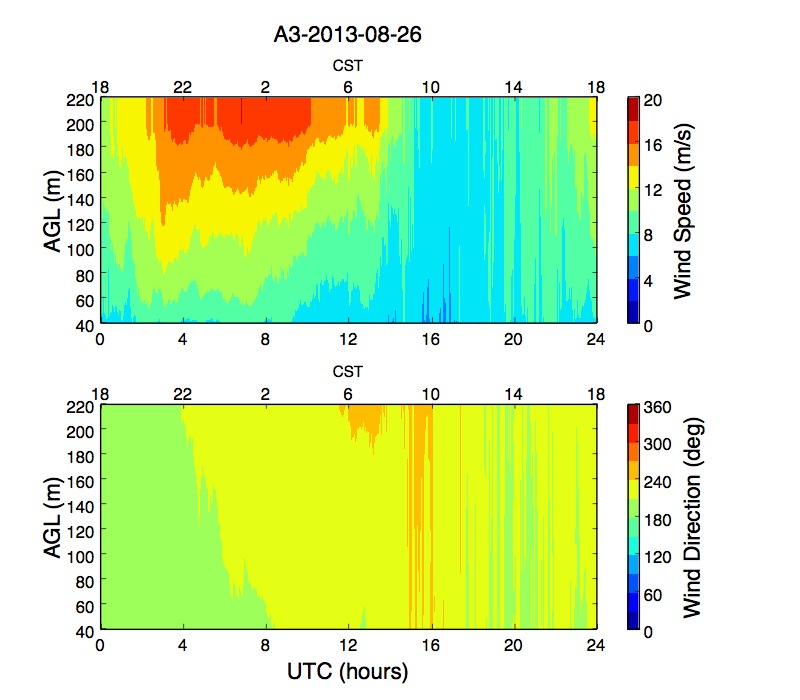 A3-2013-08-26
CST
18 22 2 6 10 14 18
220
200
180
160
140
120
100
80
60
40
AGL (m)
0 4 8 12 16 20 24
20
16
12
8
4
0
Wind Speed (m/s)
CST
18 22 2 6 10 14 18
220
200
180
160
140
120
100
80
60
40
AGL (m)
0 4 8 12 16 20 24
UTC (hours)
360
300
240
180
120
60
0
Wind Direction (deg)